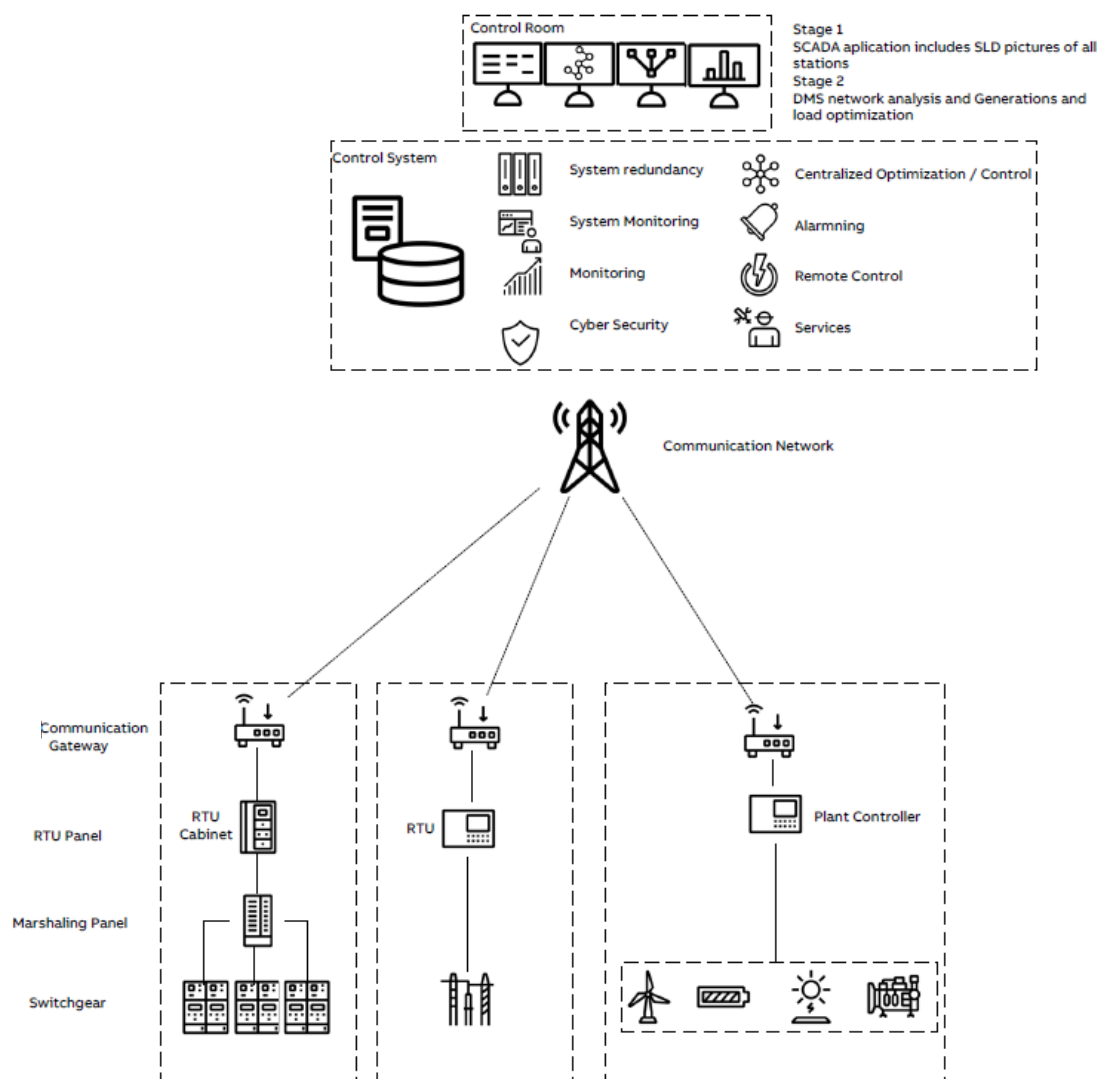 Control Room
Stage 1
SCADA aplication includes SLD pictures of all
stations
Stage 2
DMS network analysis and Generations and
load optimization
Control System
System redundancy
Centralized Optimization / Control
System Monitoring
Alarmning
Monitoring
Remote Control
Cyber Security
Services
Communication Network
Communication
Gateway
RTU Panel
RTU
Cabinet
RTU
Plant Controller
Marshaling Panel
Switchgear